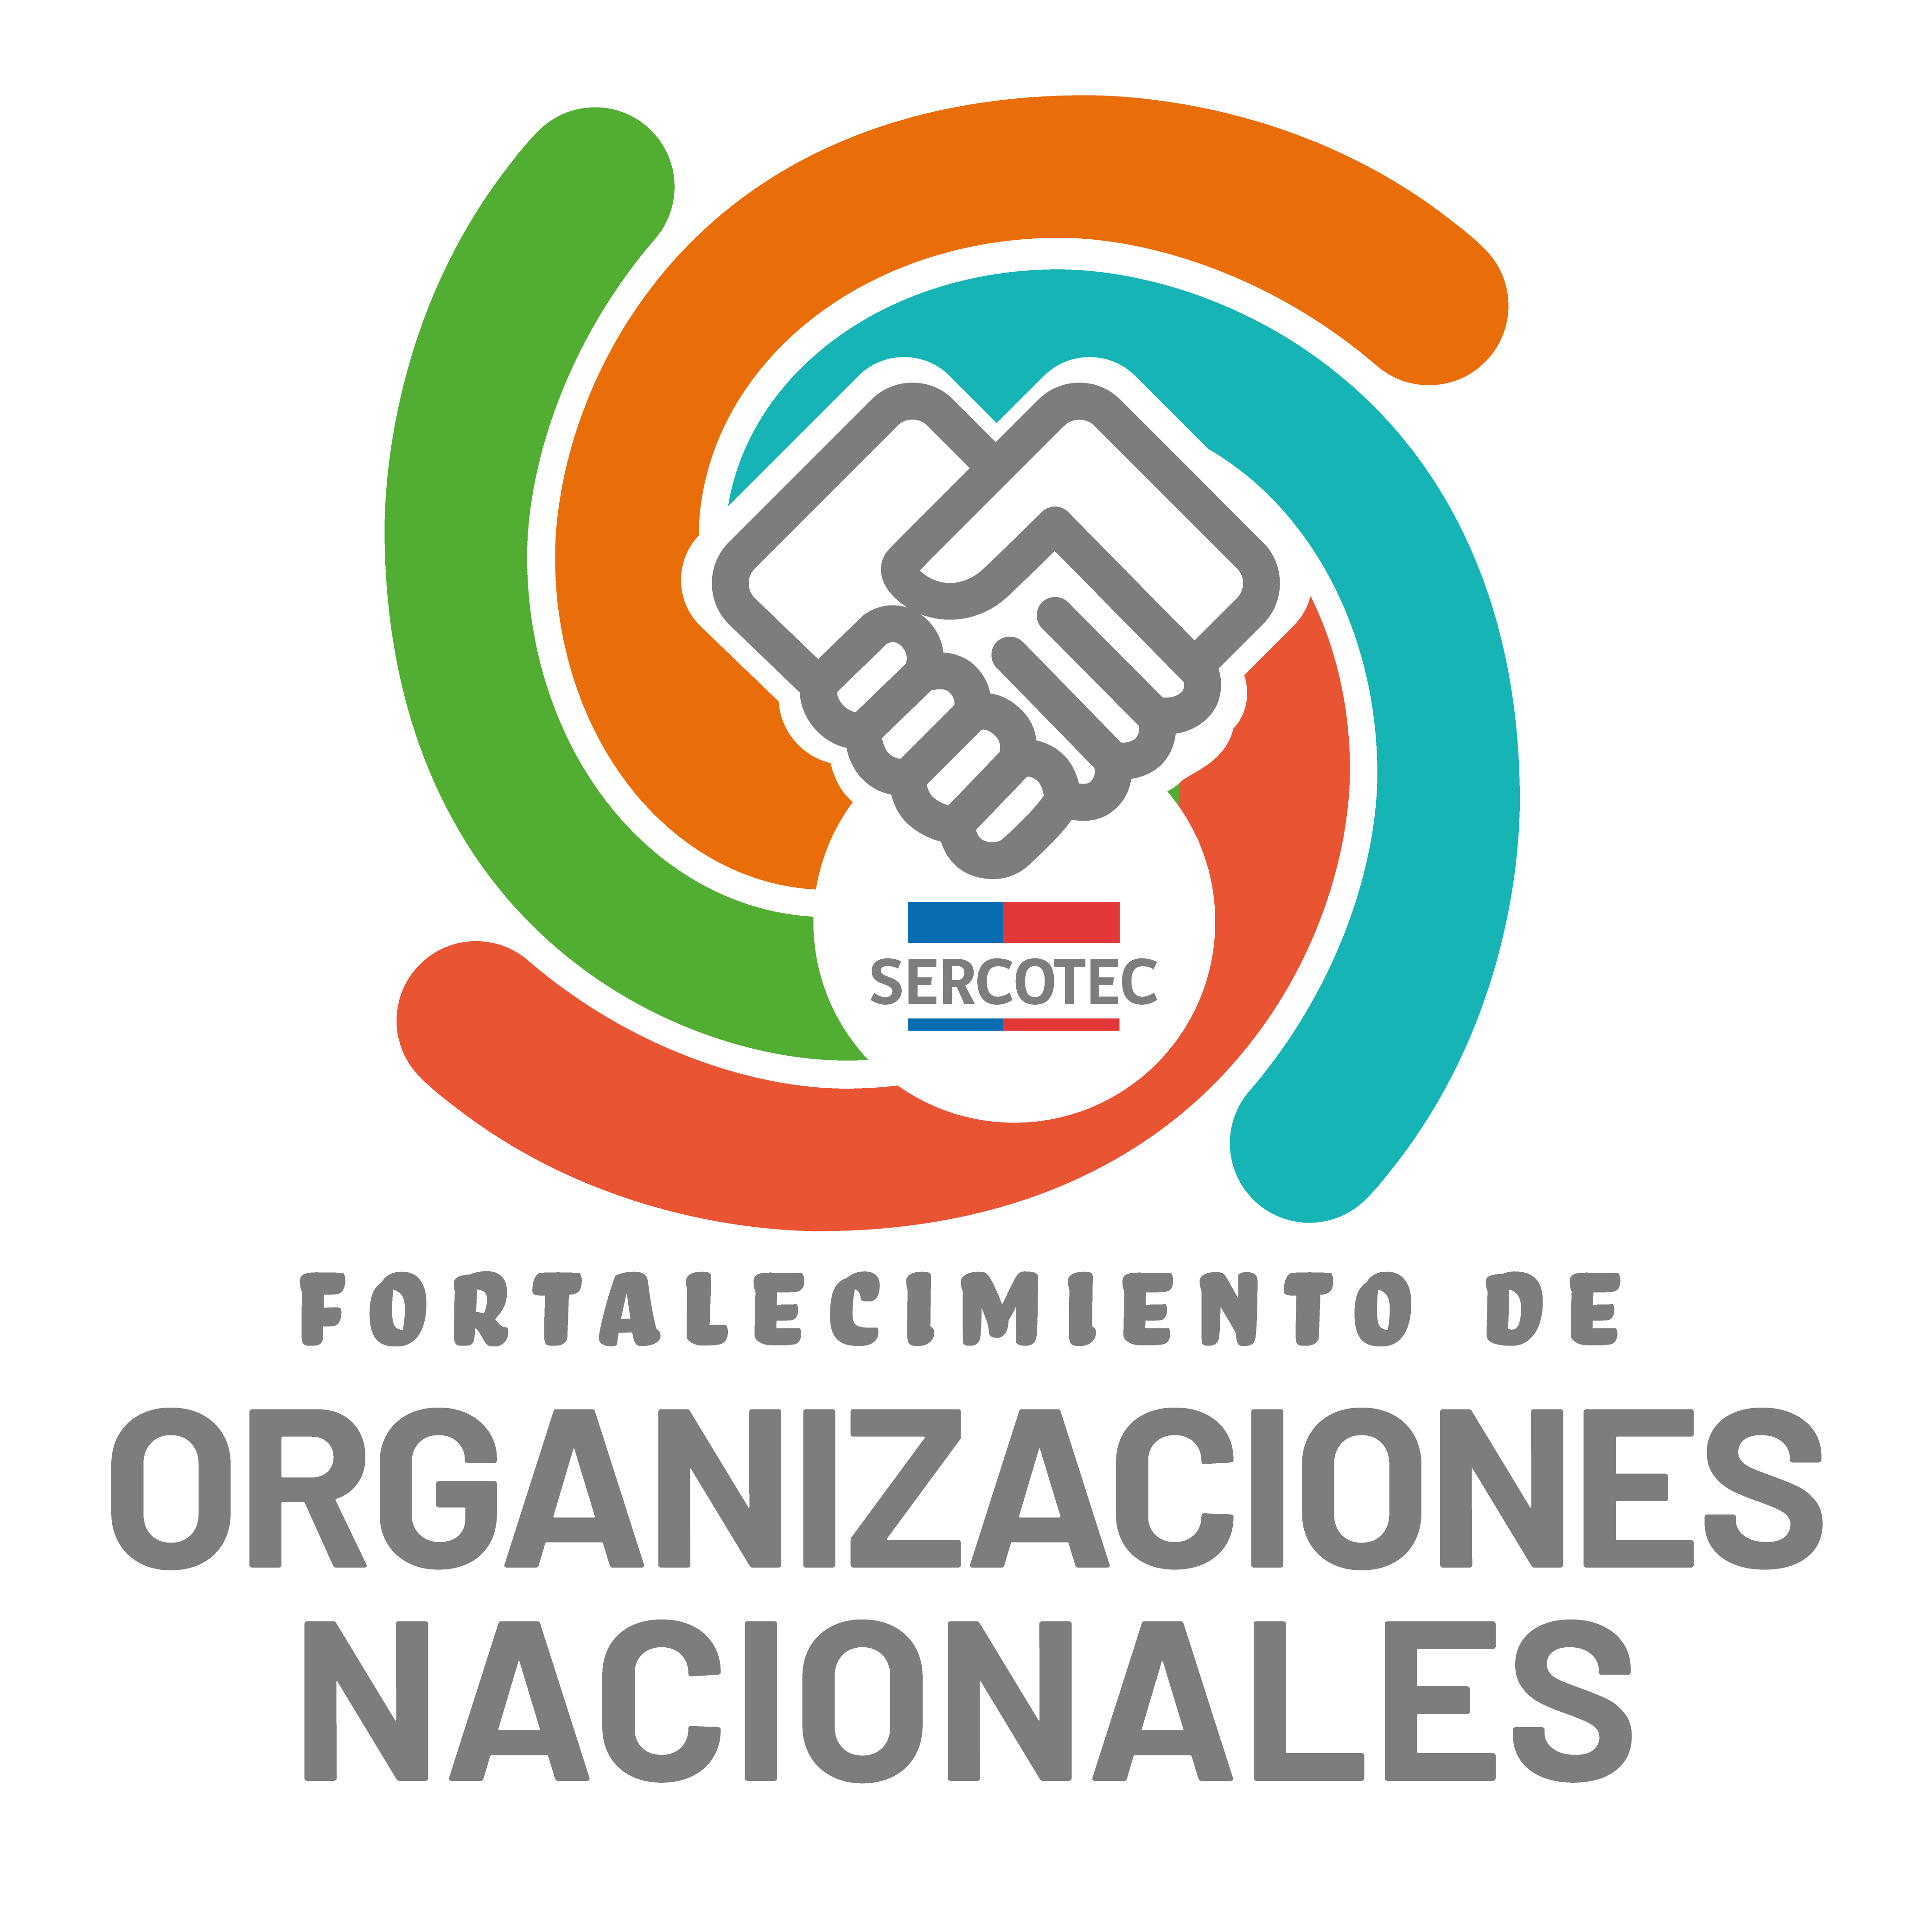 SERCOTEC
FORTALECIMIENTO DE
ORGANIZACIONES
NACIONALES